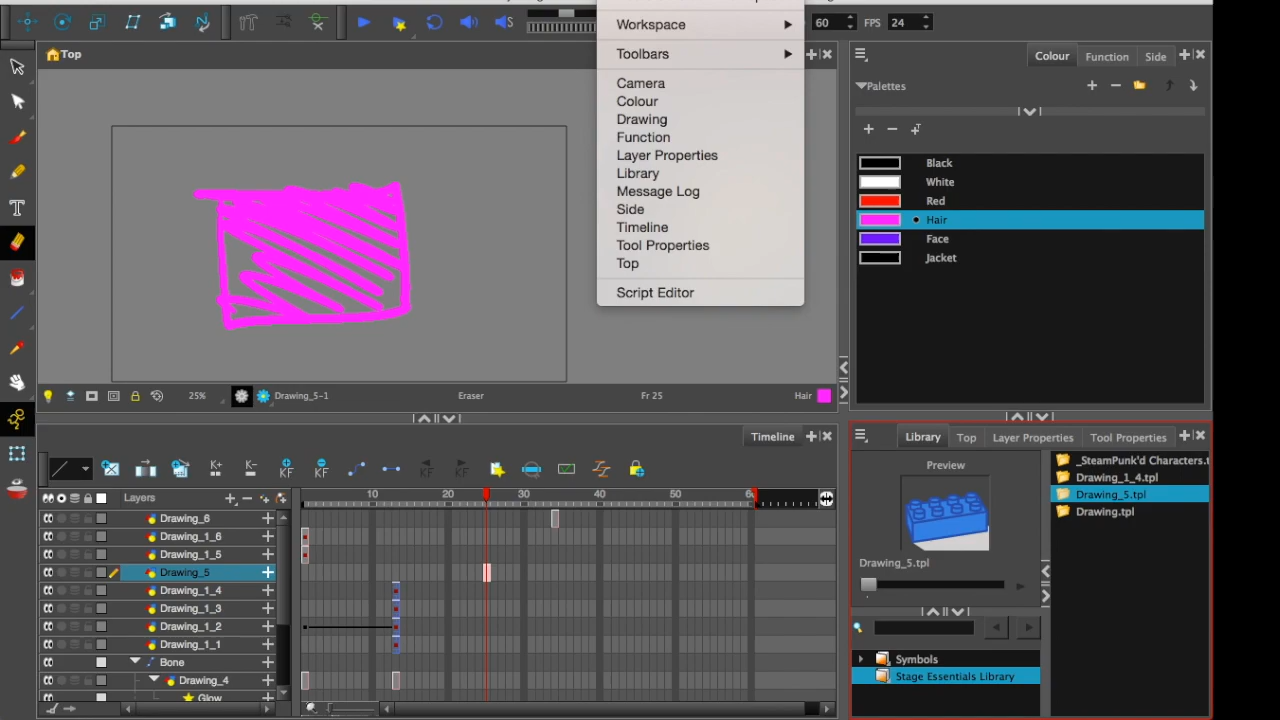 60 FPS 24
Workspace
Toolbars
Camera
Colour
Drawing
Function
Layer Properties
Library
Message Log
Side
Timeline
Tool Properties
Top
Script Editor
Top
Colour Function Side
Palettes
Black
White
Red
Hair
Face
Jacket
25% Drawing_5-1 Eraser Fr 25 Hair
Timeline
K+ K- KF KF KF KF
Layers
10 20 30 40 50
Drawing_6
Drawing_1_6
Drawing_1_5
Drawing_5
Drawing_1_4
Drawing_1_3
Drawing_1_2
Drawing_1_1
Bone
Drawing_4
Glow
Library Top Layer Properties Tool Properties
Preview
Drawing_5.tpl
_SteamPunk'd Characters.t
Drawing_1_4.tpl
Drawing_5.tpl
Drawing.tpl
Symbols
Stage Essentials Library